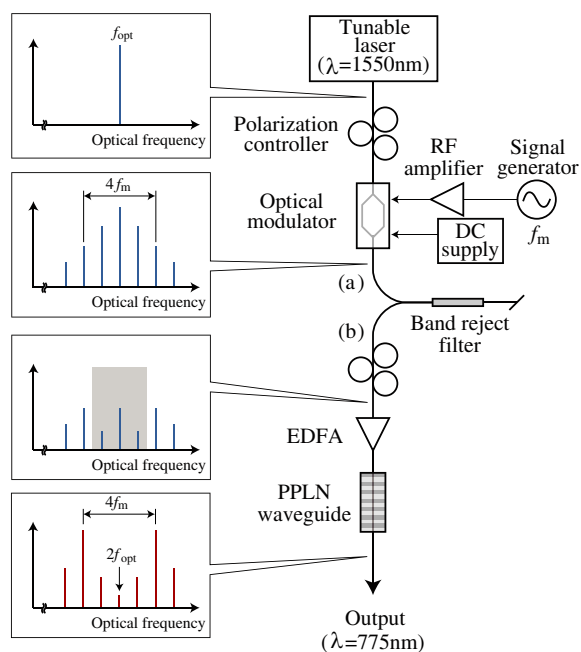 f_opt
Optical frequency
4f_m
Optical frequency
Optical frequency
4f_m
2f_opt
Optical frequency
Tunable
laser
(λ=1550nm)
Polarization
controller
RF
amplifier
Signal
generator
Optical
modulator
f_m
DC
supply
(a)
(b)
Band reject
filter
EDFA
PPLN
waveguide
Output
(λ=775nm)